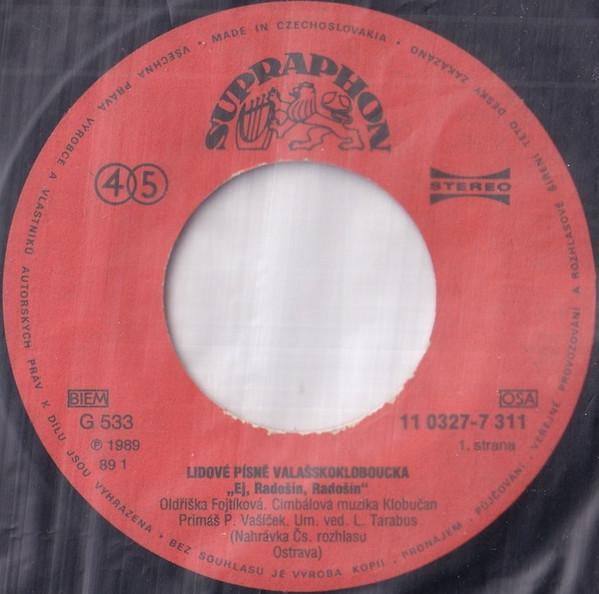 VŠECHNA PRÁVA VÝROBCE A VLASTNÍKŮ AUTORSKÝCH PRÁV K DÍLU JSOU VYHRAZENA • BEZ SOUHLASU JE VÝROBA KOPIÍ • PRONÁJEM • PŮJČOVÁNÍ • VEŘEJNÉ PROVOZOVÁNÍ A ROZHLASOVÉ ŠÍŘENÍ TÉTO DESKY ZAKÁZÁNO • MADE IN CZECHOSLOVAKIA •
SUPRAPHON
45
STEREO
BIEM
OSA
G 533
11 0327-7 311
℗ 1989
1. strana
89 1
LIDOVÉ PÍSNĚ VALAŠSKOKLOBOUCKA
„Ej, Radošín, Radošín“
Oldřiška Fojtíková. Cimbálova muzika Klobučan
Primáš P. Vašíček. Um. ved. L. Tarabus
(Nahrávka Čs. rozhlasu
Ostrava)